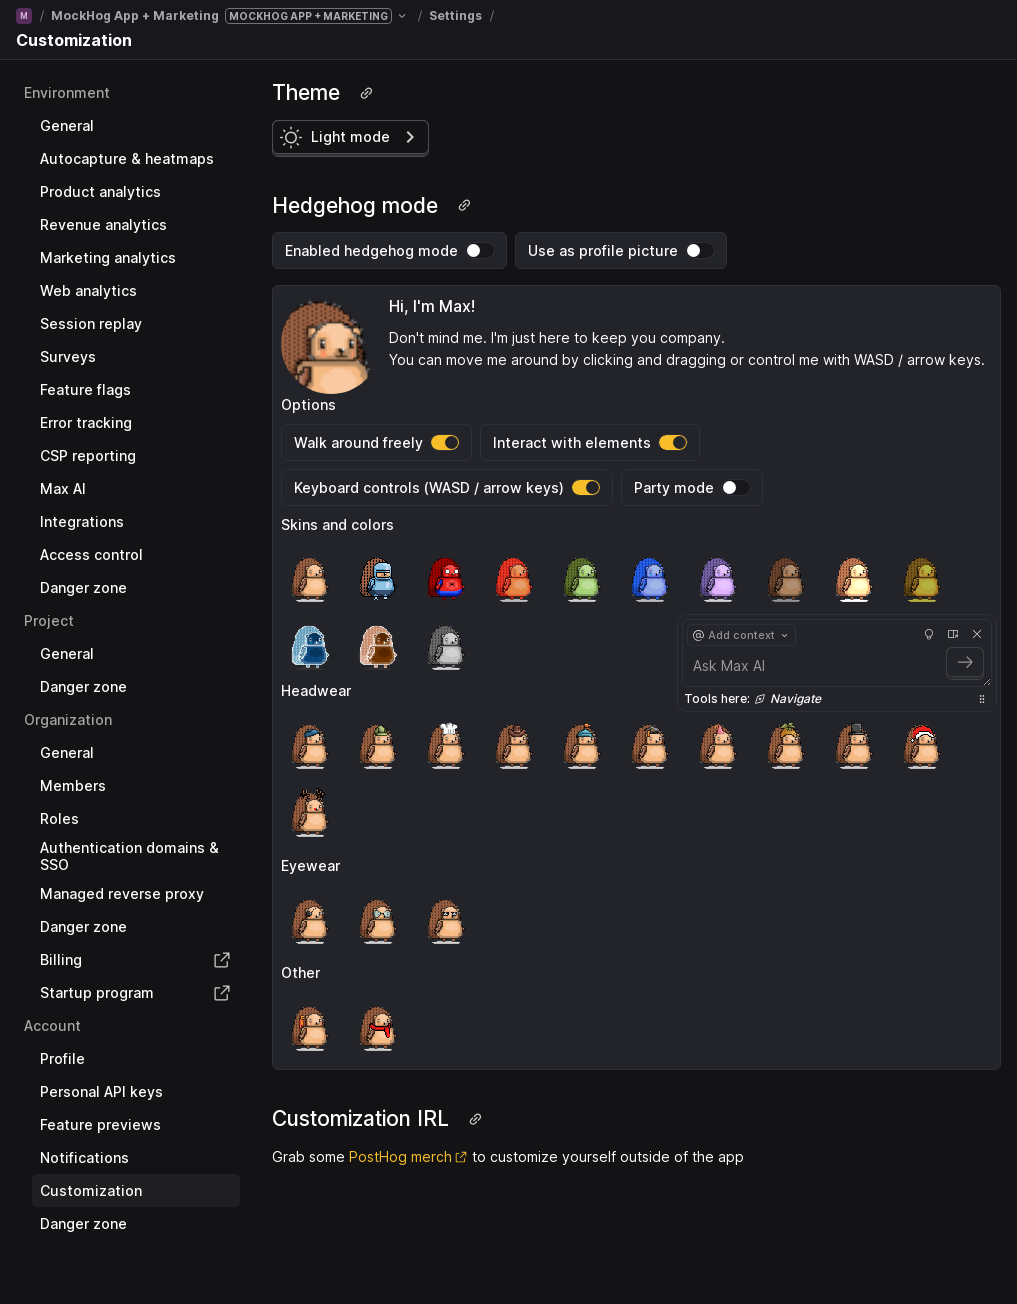 M / MockHog App + Marketing MOCKHOG APP + MARKETING / Settings /
Customization
Environment
General
Autocapture & heatmaps
Product analytics
Revenue analytics
Marketing analytics
Web analytics
Session replay
Surveys
Feature flags
Error tracking
CSP reporting
Max AI
Integrations
Access control
Danger zone
Project
General
Danger zone
Organization
General
Members
Roles
Authentication domains &
SSO
Managed reverse proxy
Danger zone
Billing
Startup program
Account
Profile
Personal API keys
Feature previews
Notifications
Customization
Danger zone
Theme
Light mode
Hedgehog mode
Enabled hedgehog mode Use as profile picture
Hi, I'm Max!
Don't mind me. I'm just here to keep you company.
You can move me around by clicking and dragging or control me with WASD / arrow keys.
Options
Walk around freely Interact with elements
Keyboard controls (WASD / arrow keys) Party mode
Skins and colors
@ Add context
Ask Max AI
Tools here: Navigate
Headwear
Eyewear
Other
Customization IRL
Grab some PostHog merch to customize yourself outside of the app